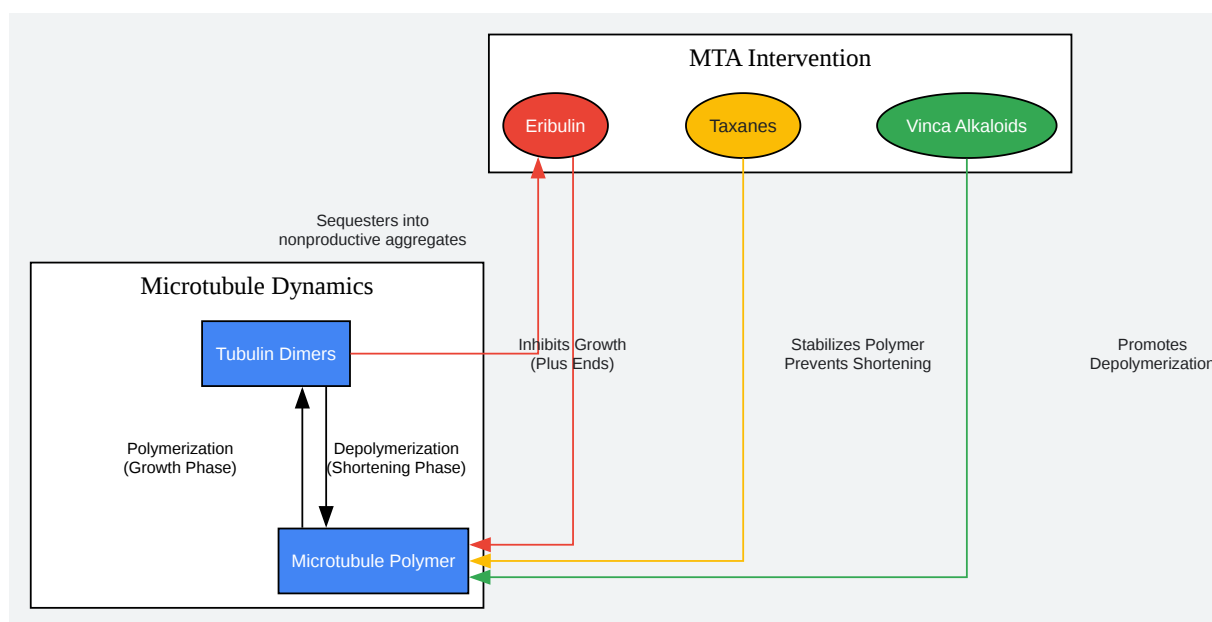 MTA Intervention
Eribulin
Taxanes
Vinca Alkaloids
Sequesters into
nonproductive aggregates
Microtubule Dynamics
Tubulin Dimers
Inhibits Growth
(Plus Ends)
Stabilizes Polymer
Prevents Shortening
Promotes
Depolymerization
Polymerization
(Growth Phase)
Depolymerization
(Shortening Phase)
Microtubule Polymer